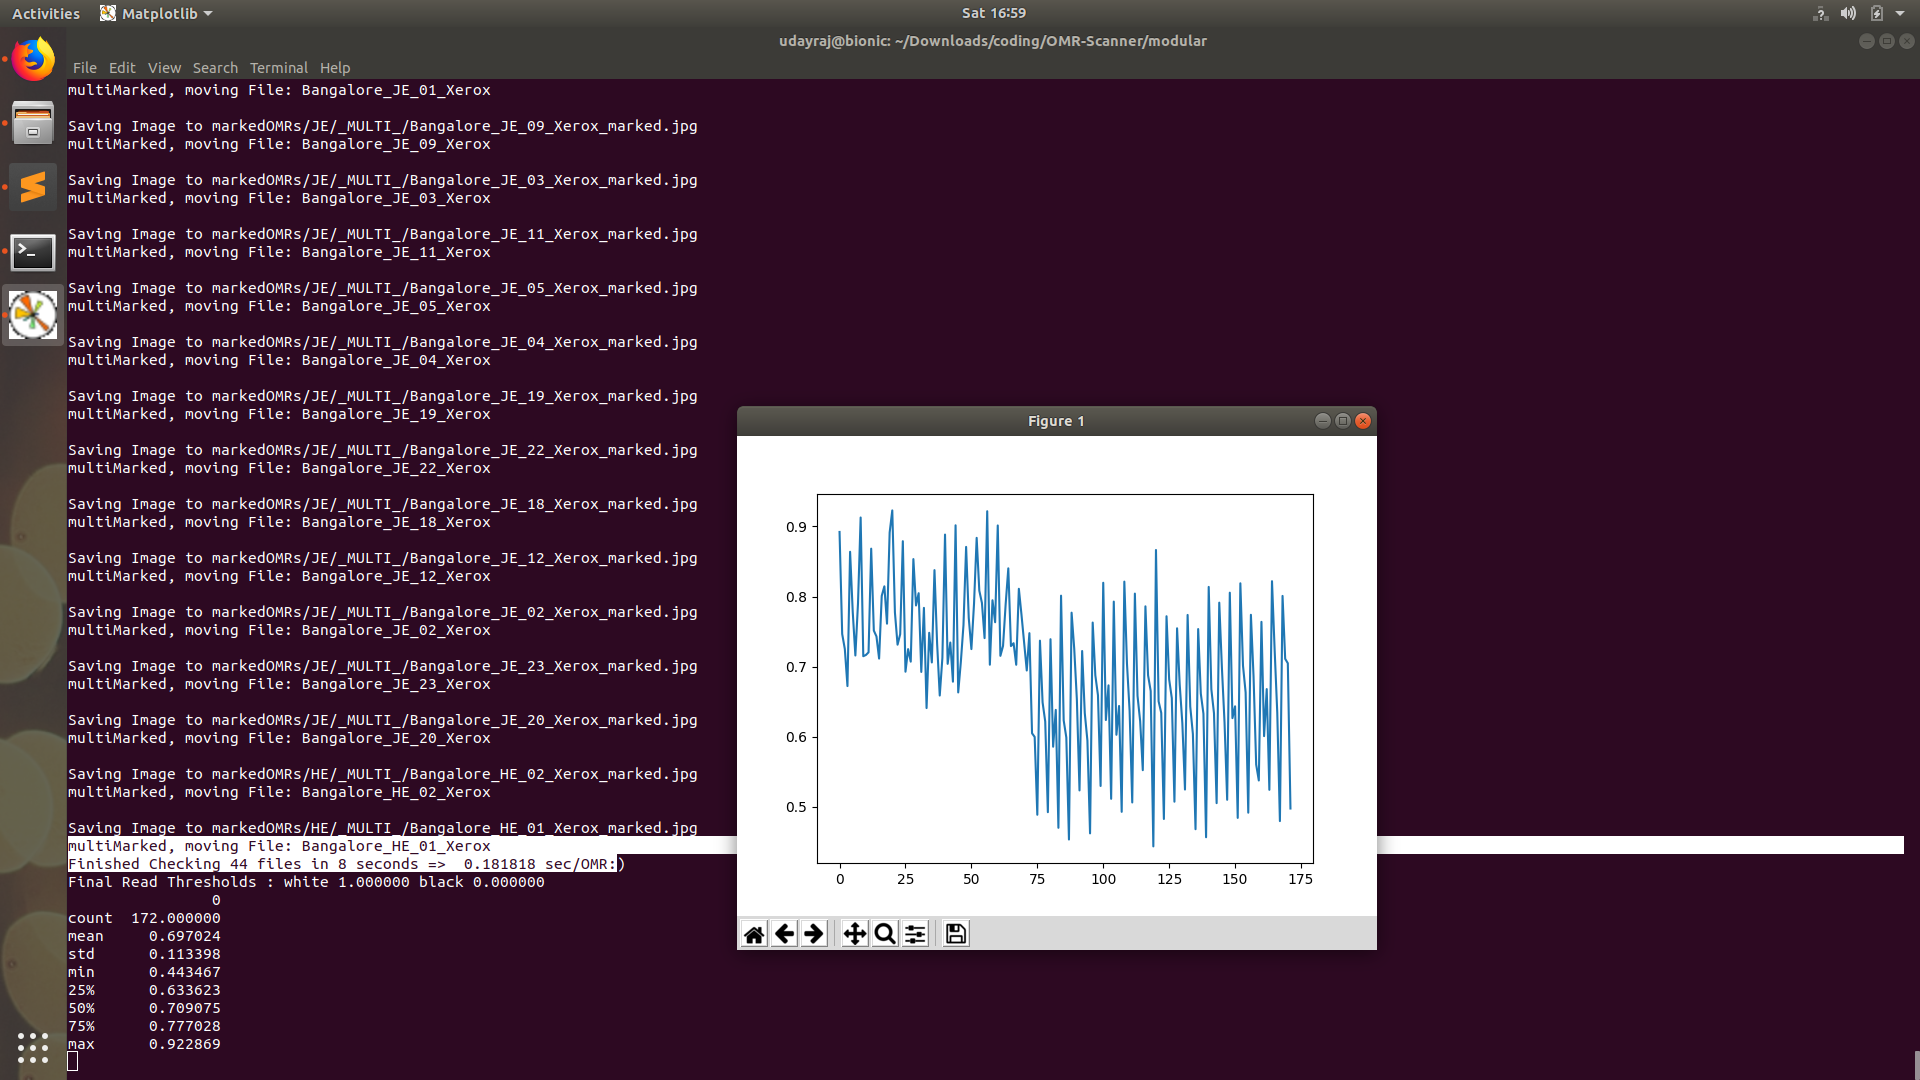 Activities Matplotlib Sat 16:59
udayraj@bionic: ~/Downloads/coding/OMR-Scanner/modular
File Edit View Search Terminal Help
multiMarked, moving File: Bangalore_JE_01_Xerox
Saving Image to markedOMRs/JE/_MULTI_/Bangalore_JE_09_Xerox_marked.jpg
multiMarked, moving File: Bangalore_JE_09_Xerox
Saving Image to markedOMRs/JE/_MULTI_/Bangalore_JE_03_Xerox_marked.jpg
multiMarked, moving File: Bangalore_JE_03_Xerox
Saving Image to markedOMRs/JE/_MULTI_/Bangalore_JE_11_Xerox_marked.jpg
multiMarked, moving File: Bangalore_JE_11_Xerox
Saving Image to markedOMRs/JE/_MULTI_/Bangalore_JE_05_Xerox_marked.jpg
multiMarked, moving File: Bangalore_JE_05_Xerox
Saving Image to markedOMRs/JE/_MULTI_/Bangalore_JE_04_Xerox_marked.jpg
multiMarked, moving File: Bangalore_JE_04_Xerox
Saving Image to markedOMRs/JE/_MULTI_/Bangalore_JE_19_Xerox_marked.jpg
multiMarked, moving File: Bangalore_JE_19_Xerox
Saving Image to markedOMRs/JE/_MULTI_/Bangalore_JE_22_Xerox_marked.jpg
multiMarked, moving File: Bangalore_JE_22_Xerox
Saving Image to markedOMRs/JE/_MULTI_/Bangalore_JE_18_Xerox_marked.jpg
multiMarked, moving File: Bangalore_JE_18_Xerox
Saving Image to markedOMRs/JE/_MULTI_/Bangalore_JE_12_Xerox_marked.jpg
multiMarked, moving File: Bangalore_JE_12_Xerox
Saving Image to markedOMRs/JE/_MULTI_/Bangalore_JE_02_Xerox_marked.jpg
multiMarked, moving File: Bangalore_JE_02_Xerox
Saving Image to markedOMRs/JE/_MULTI_/Bangalore_JE_23_Xerox_marked.jpg
multiMarked, moving File: Bangalore_JE_23_Xerox
Saving Image to markedOMRs/JE/_MULTI_/Bangalore_JE_20_Xerox_marked.jpg
multiMarked, moving File: Bangalore_JE_20_Xerox
Saving Image to markedOMRs/HE/_MULTI_/Bangalore_HE_02_Xerox_marked.jpg
multiMarked, moving File: Bangalore_HE_02_Xerox
Saving Image to markedOMRs/HE/_MULTI_/Bangalore_HE_01_Xerox_marked.jpg
multiMarked, moving File: Bangalore_HE_01_Xerox
Finished Checking 44 files in 8 seconds =>  0.181818 sec/OMR:)
Final Read Thresholds : white 1.000000 black 0.000000
0
count 172.000000
mean 0.697024
std 0.113398
min 0.443467
25% 0.633623
50% 0.709075
75% 0.777028
max 0.922869
Figure 1
0.9
0.8
0.7
0.6
0.5
0 25 50 75 100 125 150 175